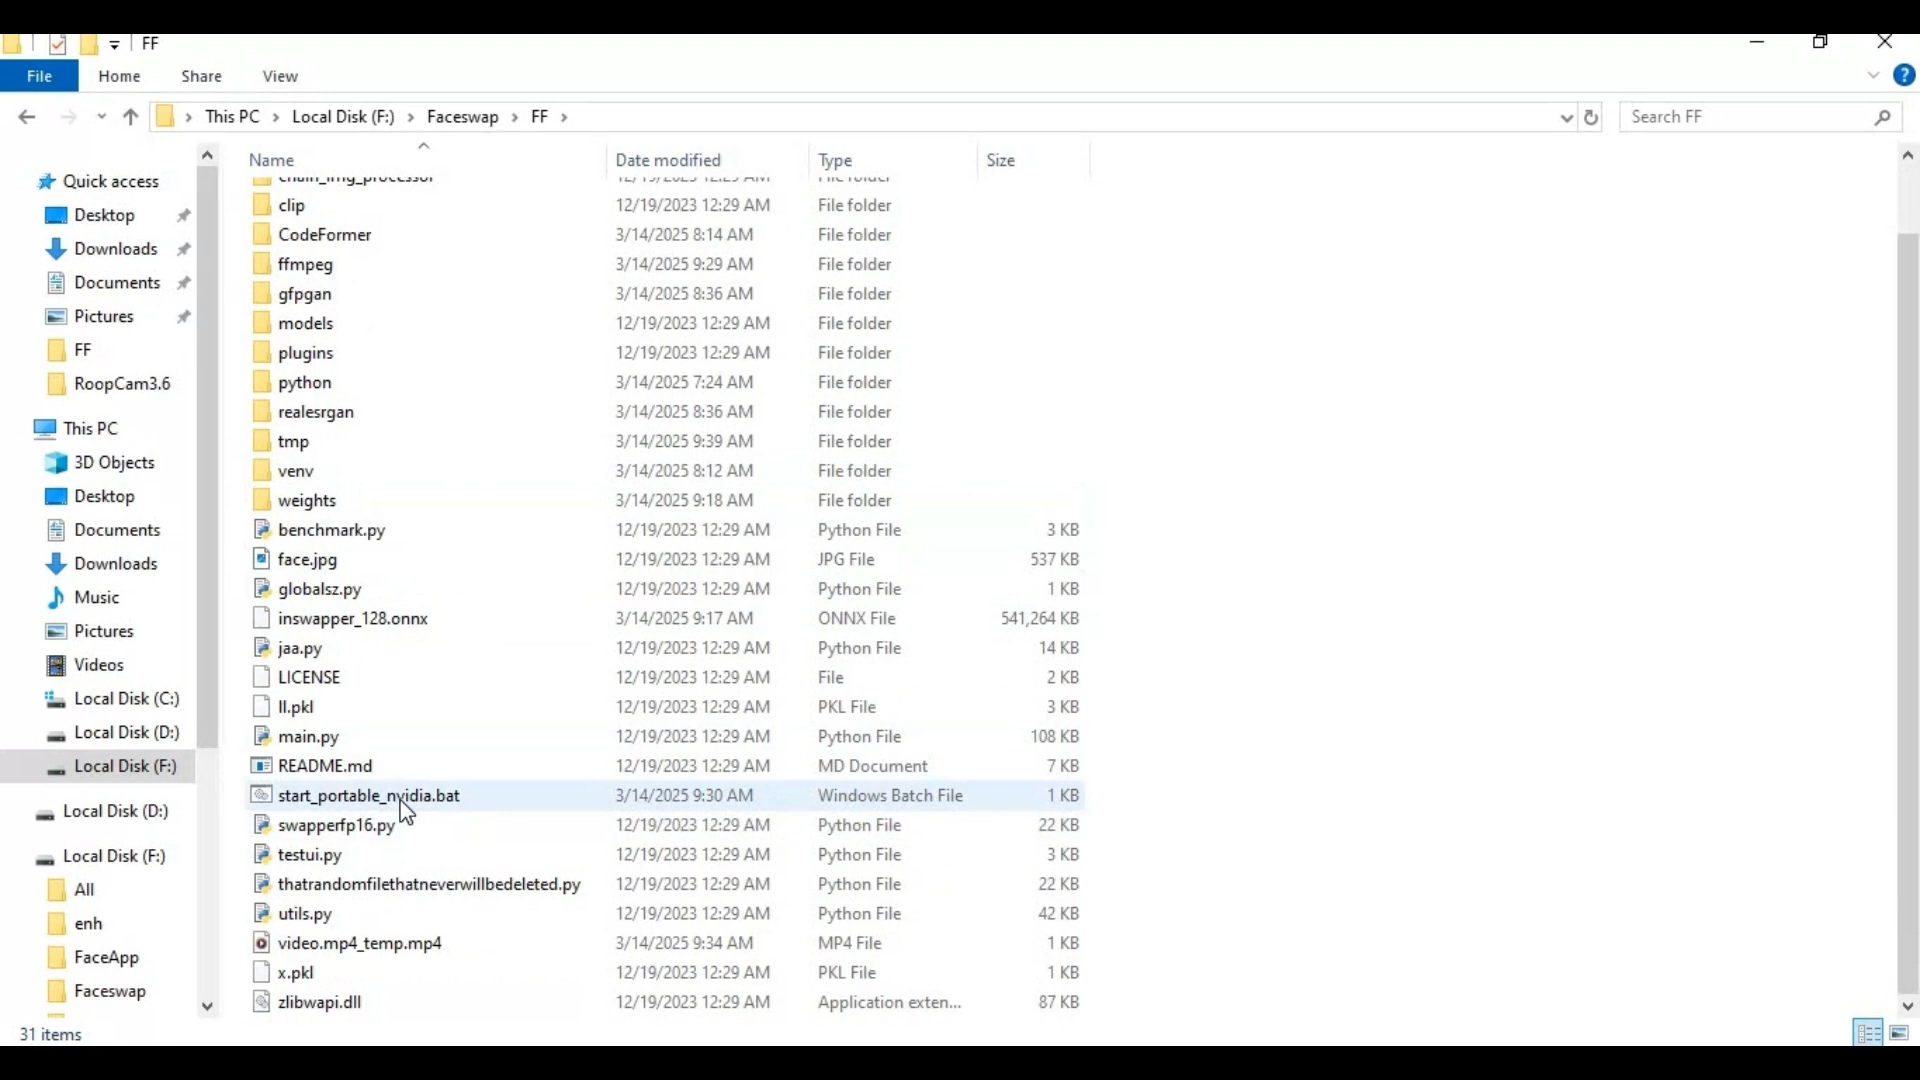 FF
File Home Share View
This PC > Local Disk (F:) > Faceswap > FF >
Search FF
Quick access
Desktop
Downloads
Documents
Pictures
FF
RoopCam3.6
This PC
3D Objects
Desktop
Documents
Downloads
Music
Pictures
Videos
Local Disk (C:)
Local Disk (D:)
Local Disk (F:)
Local Disk (D:)
Local Disk (F:)
All
enh
FaceApp
Faceswap
Name Date modified Type Size
chain_img_processor 12/19/2023 12:29 AM File folder
clip 12/19/2023 12:29 AM File folder
CodeFormer 3/14/2025 8:14 AM File folder
ffmpeg 3/14/2025 9:29 AM File folder
gfpgan 3/14/2025 8:36 AM File folder
models 12/19/2023 12:29 AM File folder
plugins 12/19/2023 12:29 AM File folder
python 3/14/2025 7:24 AM File folder
realesrgan 3/14/2025 8:36 AM File folder
tmp 3/14/2025 9:39 AM File folder
venv 3/14/2025 8:12 AM File folder
weights 3/14/2025 9:18 AM File folder
benchmark.py 12/19/2023 12:29 AM Python File 3 KB
face.jpg 12/19/2023 12:29 AM JPG File 537 KB
globalsz.py 12/19/2023 12:29 AM Python File 1 KB
inswapper_128.onnx 3/14/2025 9:17 AM ONNX File 541,264 KB
jaa.py 12/19/2023 12:29 AM Python File 14 KB
LICENSE 12/19/2023 12:29 AM File 2 KB
ll.pkl 12/19/2023 12:29 AM PKL File 3 KB
main.py 12/19/2023 12:29 AM Python File 108 KB
README.md 12/19/2023 12:29 AM MD Document 7 KB
start_portable_nvidia.bat 3/14/2025 9:30 AM Windows Batch File 1 KB
swapperfp16.py 12/19/2023 12:29 AM Python File 22 KB
testui.py 12/19/2023 12:29 AM Python File 3 KB
thatrandomfilethatneverwillbedeleted.py 12/19/2023 12:29 AM Python File 22 KB
utils.py 12/19/2023 12:29 AM Python File 42 KB
video.mp4_temp.mp4 3/14/2025 9:34 AM MP4 File 1 KB
x.pkl 12/19/2023 12:29 AM PKL File 1 KB
zlibwapi.dll 12/19/2023 12:29 AM Application exten... 87 KB
31 items